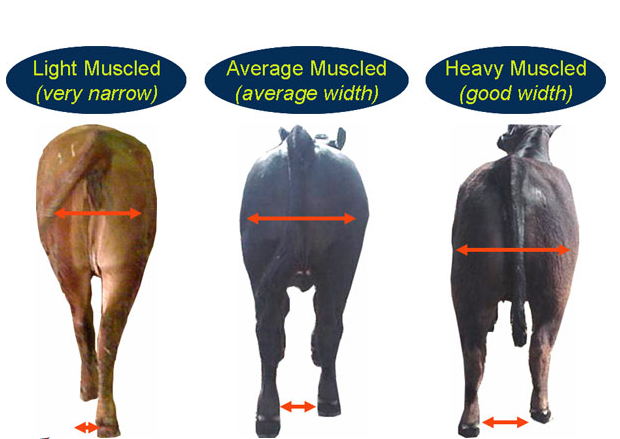 Light Muscled
(very narrow)
Average Muscled
(average width)
Heavy Muscled
(good width)